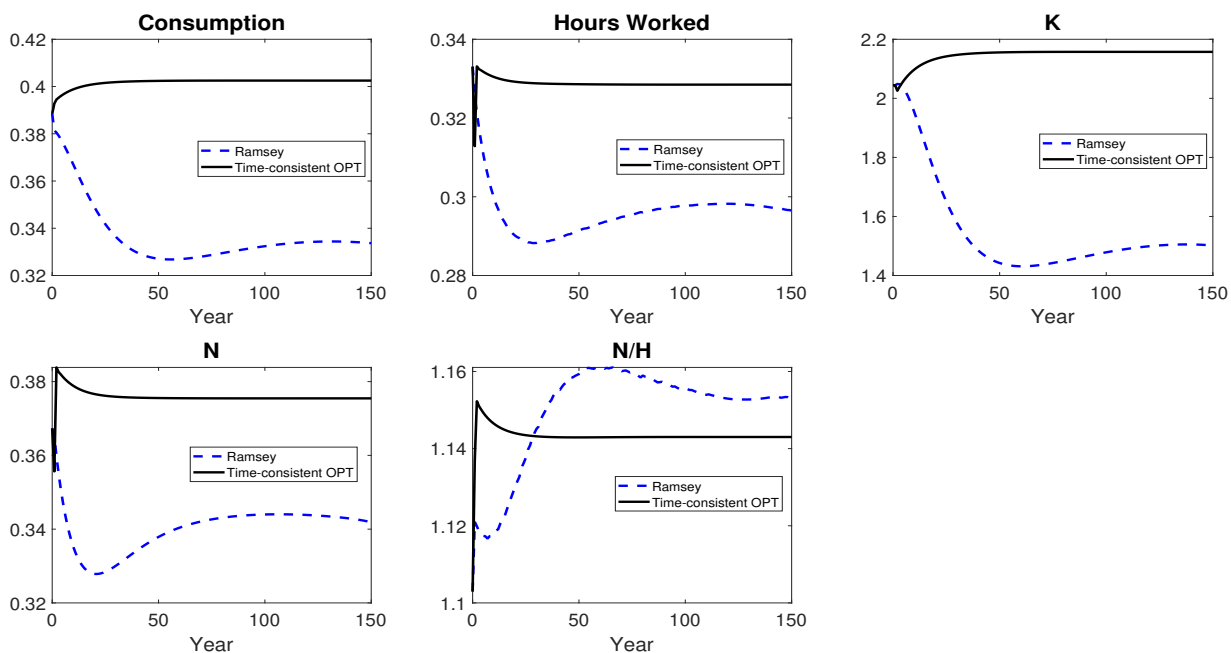 Consumption
0.42
0.4
0.38
0.36
0.34
0.32
0
50
100
150
Year
Ramsey
Time-consistent OPT
Hours Worked
0.34
0.32
0.3
0.28
0
50
100
150
Year
Ramsey
Time-consistent OPT
K
2.2
2
1.8
1.6
1.4
0
50
100
150
Year
Ramsey
Time-consistent OPT
N
0.38
0.36
0.34
0.32
0
50
100
150
Year
Ramsey
Time-consistent OPT
N/H
1.16
1.14
1.12
1.1
0
50
100
150
Year
Ramsey
Time-consistent OPT